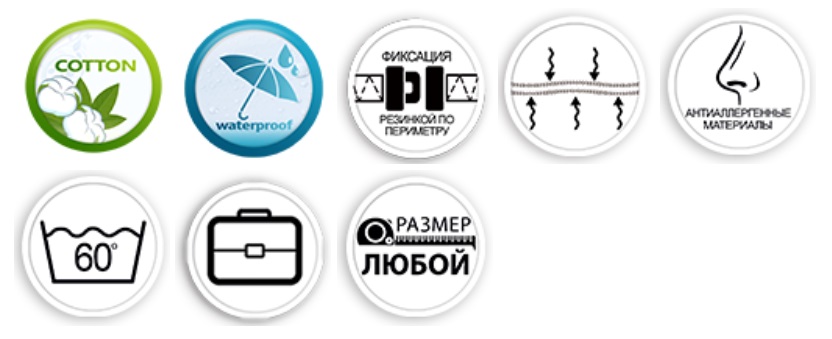 COTTON
waterproof
ФИКСАЦИЯ
РЕЗИНКОЙ ПО
ПЕРИМЕТРУ
АНТИАЛЛЕРГЕННЫЕ
МАТЕРИАЛЫ
60°
РАЗМЕР
ЛЮБОЙ